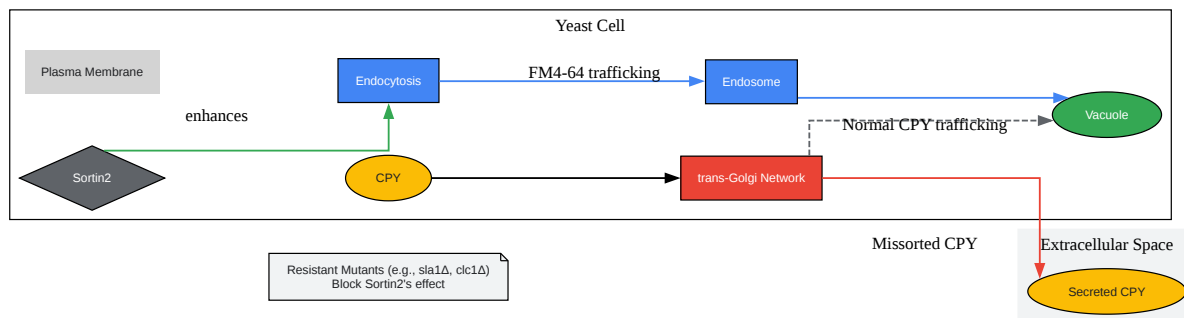 Yeast Cell
Plasma Membrane
Endocytosis
FM4-64 trafficking
Endosome
enhances
Vacuole
Normal CPY trafficking
Sortin2
CPY
trans-Golgi Network
Missorted CPY
Extracellular Space
Resistant Mutants (e.g., sla1Δ, clc1Δ)
Block Sortin2's effect
Secreted CPY